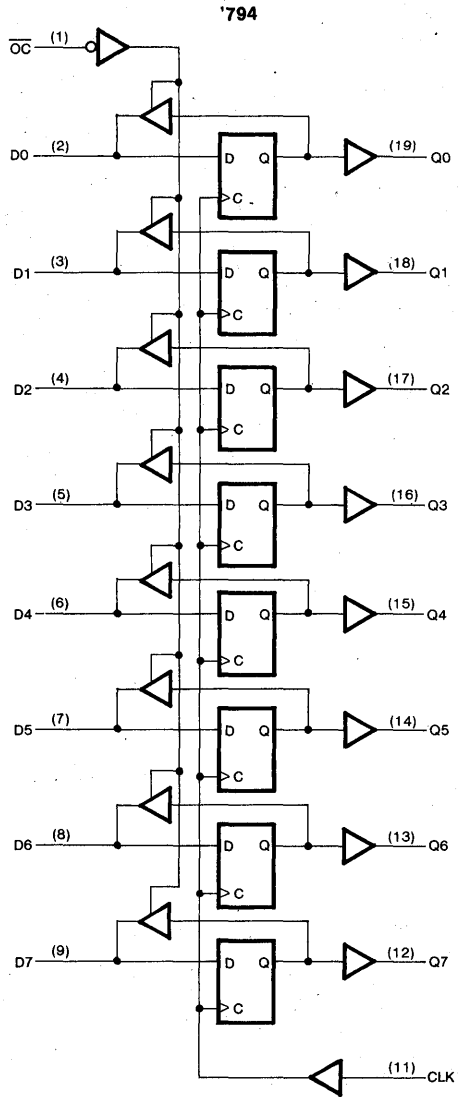 '794
OC (1)
D0 (2) D Q (19) Q0
C
D1 (3) D Q (18) Q1
C
D2 (4) D Q (17) Q2
C
D3 (5) D Q (16) Q3
C
D4 (6) D Q (15) Q4
C
D5 (7) D Q (14) Q5
C
D6 (8) D Q (13) Q6
C
D7 (9) D Q (12) Q7
C
(11) CLK